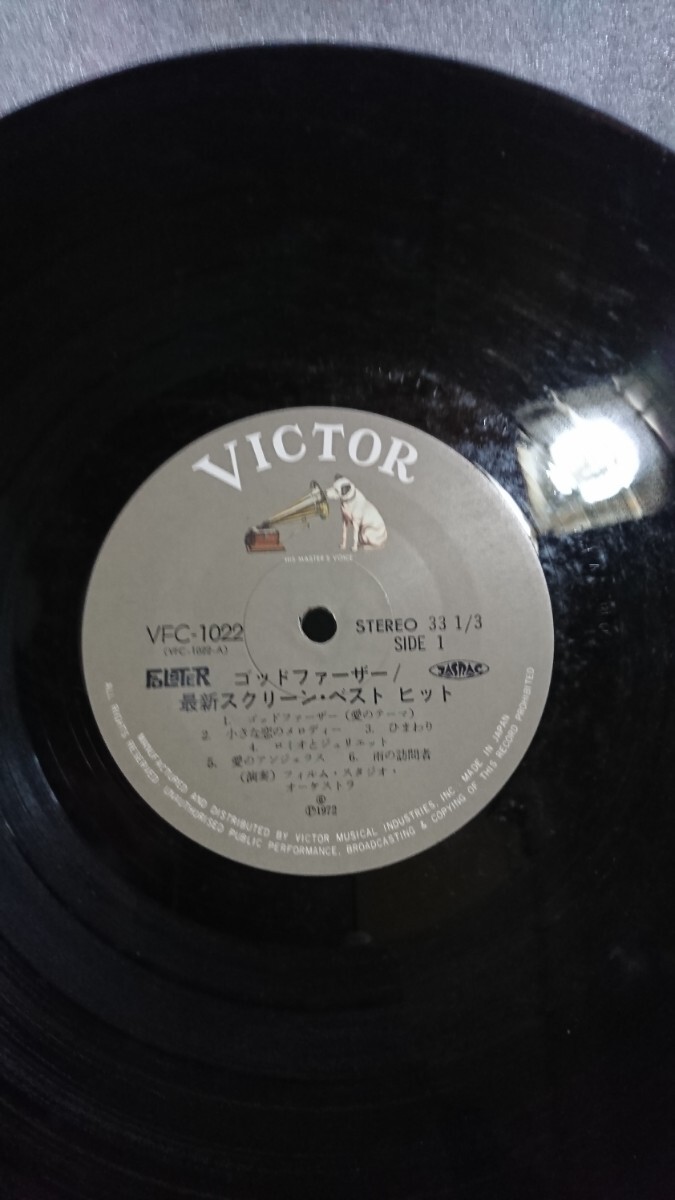 VICTOR
HIS MASTER'S VOICE
VFC-1022
(VFC-1022-A)
STEREO 33 1/3
SIDE 1
ゴッドファーザー/
JASRAC
最新スクリーン・ベスト ヒット
1. ゴッドファーザー(愛のテーマ)
2. 小さな恋のメロディー 3. ひまわり
4. ロミオとジュリエット
5. 愛のアンジェラス 6. 雨の訪問者
(演奏)フィルム・スタジオ・
オーケストラ
Ⓟ1972
ALL RIGHTS RESERVED. UNAUTHORISED PUBLIC PERFORMANCE, BROADCASTING & COPYING OF THIS RECORD PROHIBITED
MANUFACTURED AND DISTRIBUTED BY VICTOR MUSICAL INDUSTRIES, INC. MADE IN JAPAN